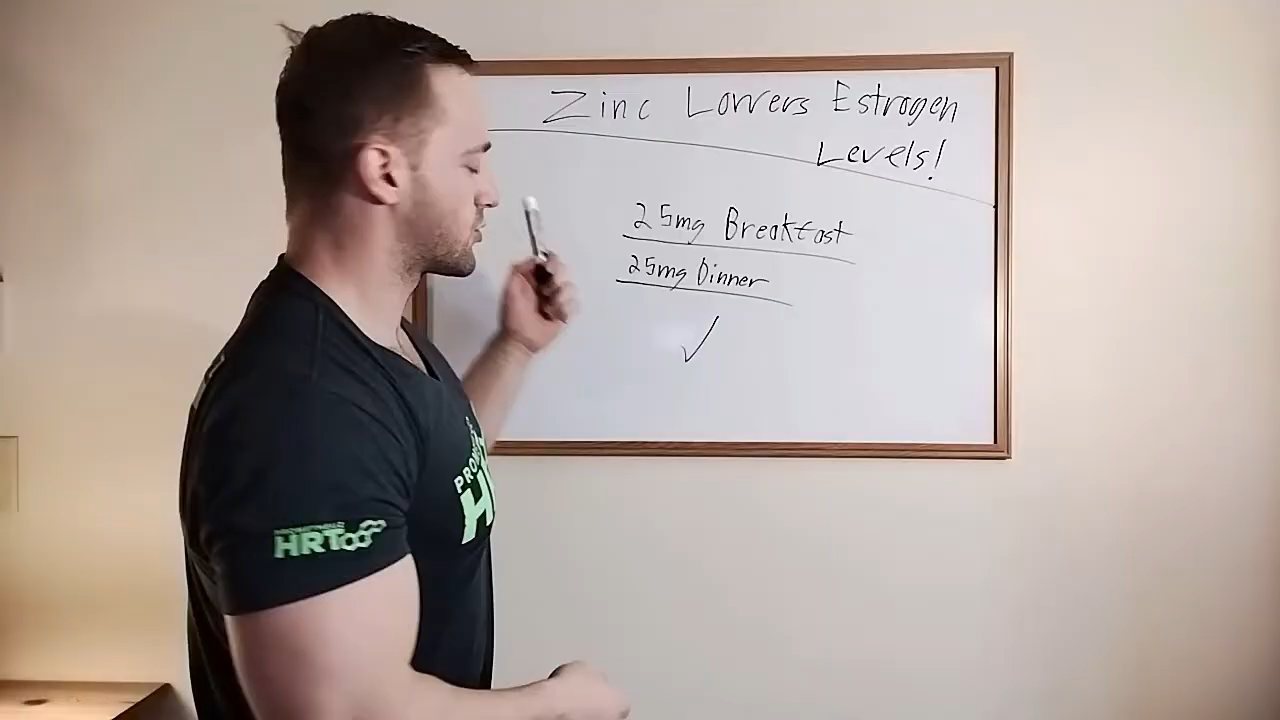 Zinc Lowers Estrogen
Levels!
25mg Breakfast
25mg Dinner
HRT